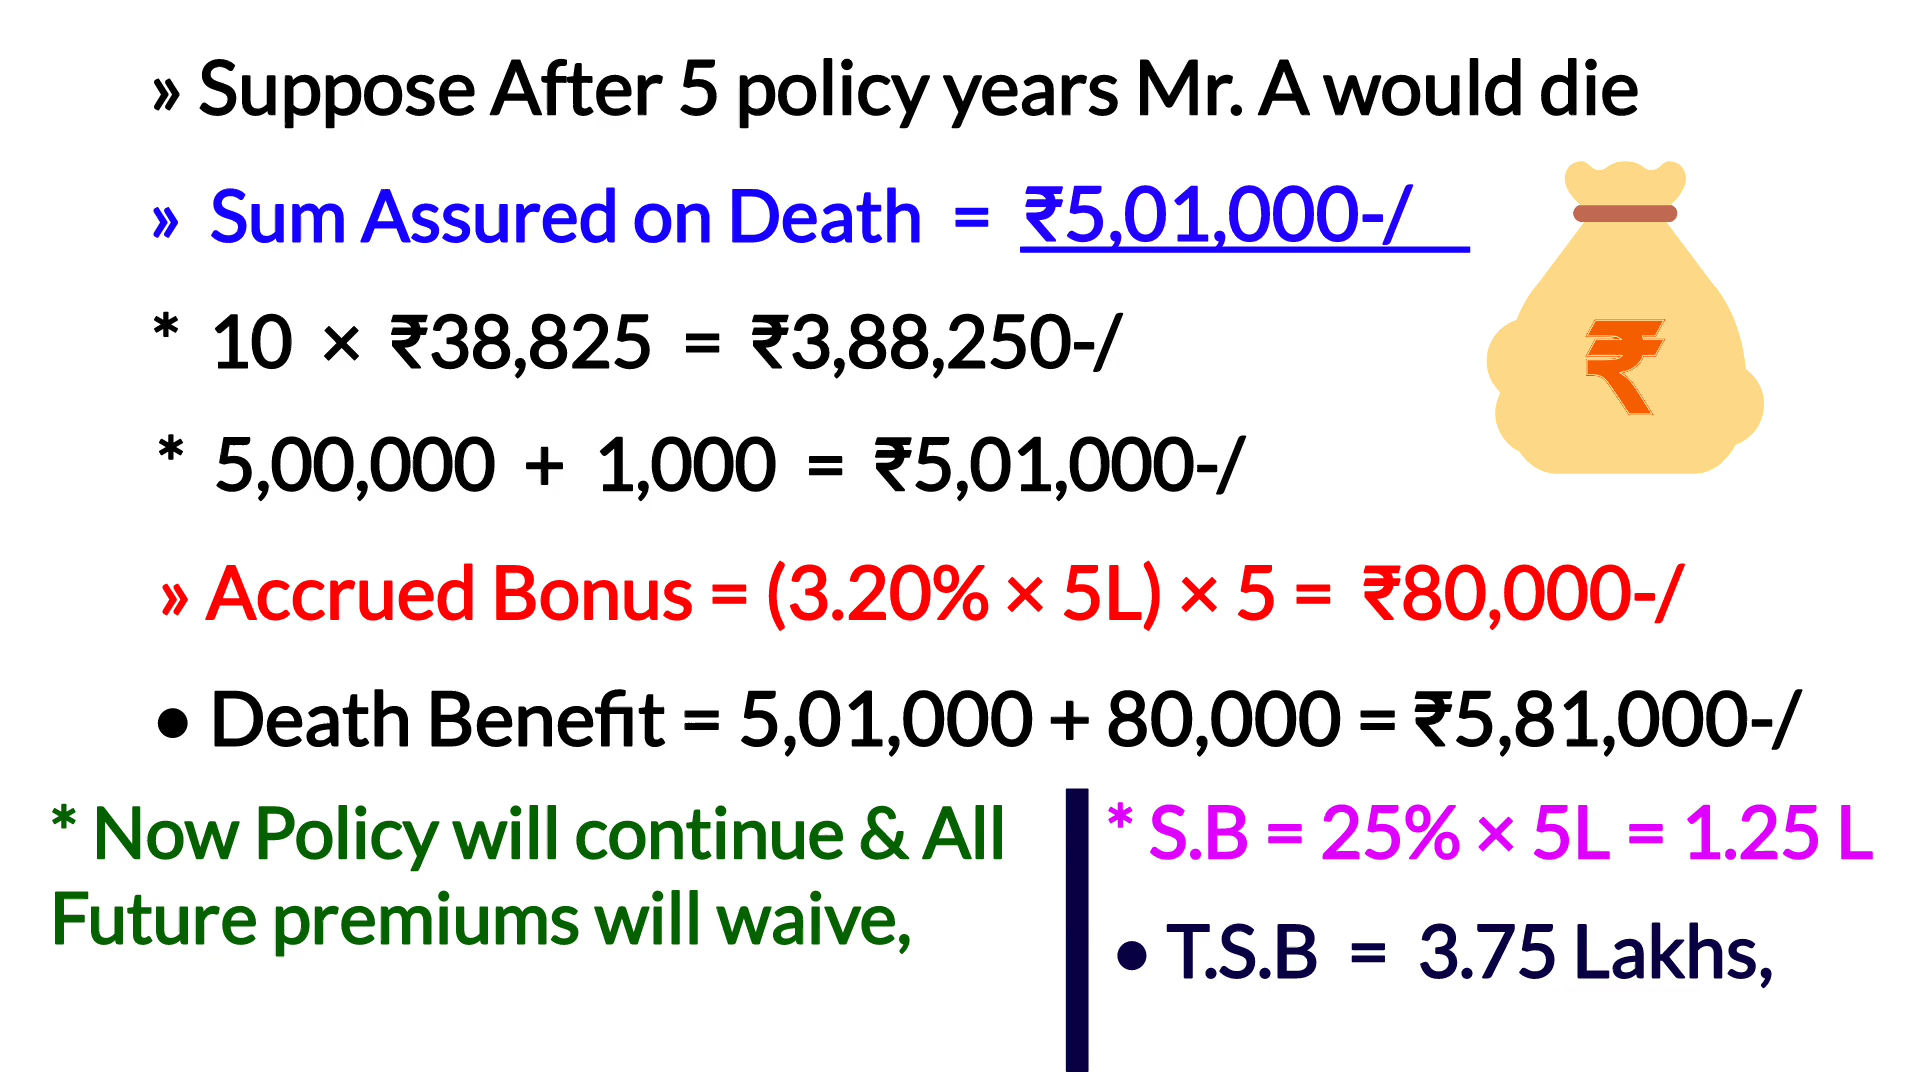 » Suppose After 5 policy years Mr. A would die
» Sum Assured on Death = ₹5,01,000-/
* 10 × ₹38,825 = ₹3,88,250-/
* 5,00,000 + 1,000 = ₹5,01,000-/
» Accrued Bonus = (3.20% × 5L) × 5 = ₹80,000-/
• Death Benefit = 5,01,000 + 80,000 = ₹5,81,000-/
* Now Policy will continue & All
Future premiums will waive,
* S.B = 25% × 5L = 1.25 L
• T.S.B = 3.75 Lakhs,
₹